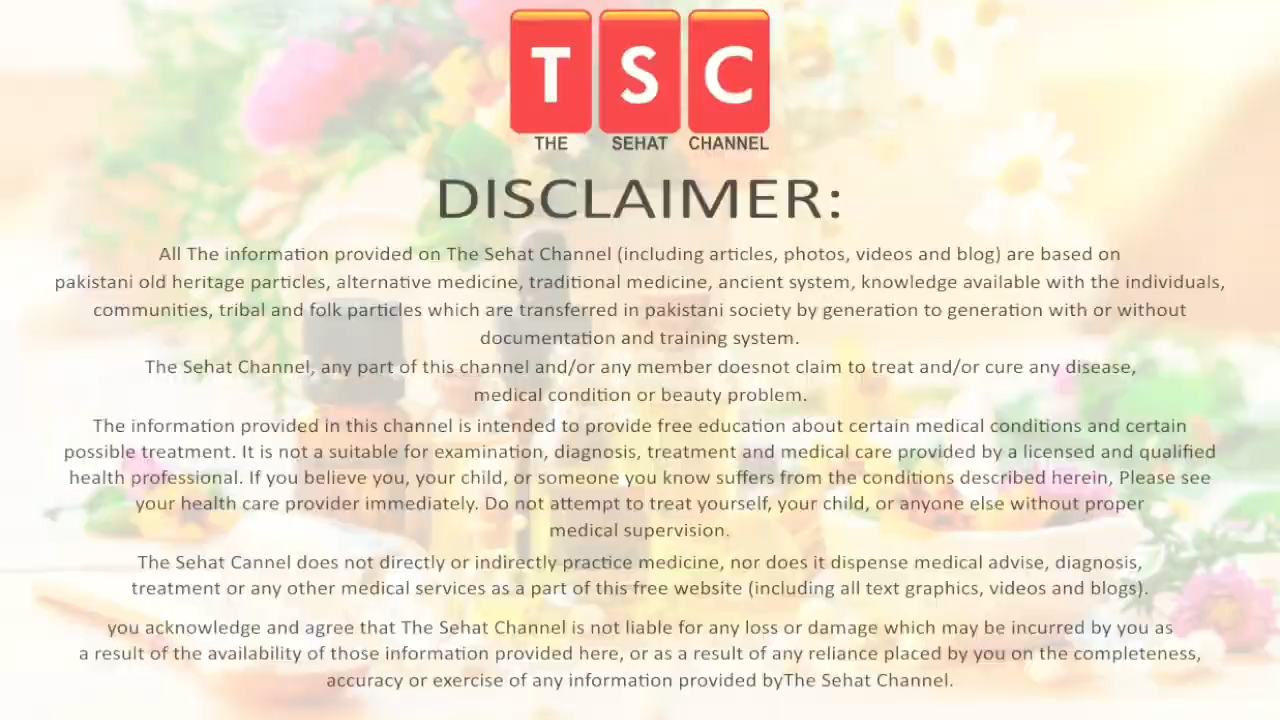 T S C
THE SEHAT CHANNEL
DISCLAIMER:
All The information provided on The Sehat Channel (including articles, photos, videos and blog) are based on
pakistani old heritage particles, alternative medicine, traditional medicine, ancient system, knowledge available with the individuals,
communities, tribal and folk particles which are transferred in pakistani society by generation to generation with or without
documentation and training system.
The Sehat Channel, any part of this channel and/or any member doesnot claim to treat and/or cure any disease,
medical condition or beauty problem.
The information provided in this channel is intended to provide free education about certain medical conditions and certain
possible treatment. It is not a suitable for examination, diagnosis, treatment and medical care provided by a licensed and qualified
health professional. If you believe you, your child, or someone you know suffers from the conditions described herein, Please see
your health care provider immediately. Do not attempt to treat yourself, your child, or anyone else without proper
medical supervision.
The Sehat Cannel does not directly or indirectly practice medicine, nor does it dispense medical advise, diagnosis,
treatment or any other medical services as a part of this free website (including all text graphics, videos and blogs).
you acknowledge and agree that The Sehat Channel is not liable for any loss or damage which may be incurred by you as
a result of the availability of those information provided here, or as a result of any reliance placed by you on the completeness,
accuracy or exercise of any information provided byThe Sehat Channel.